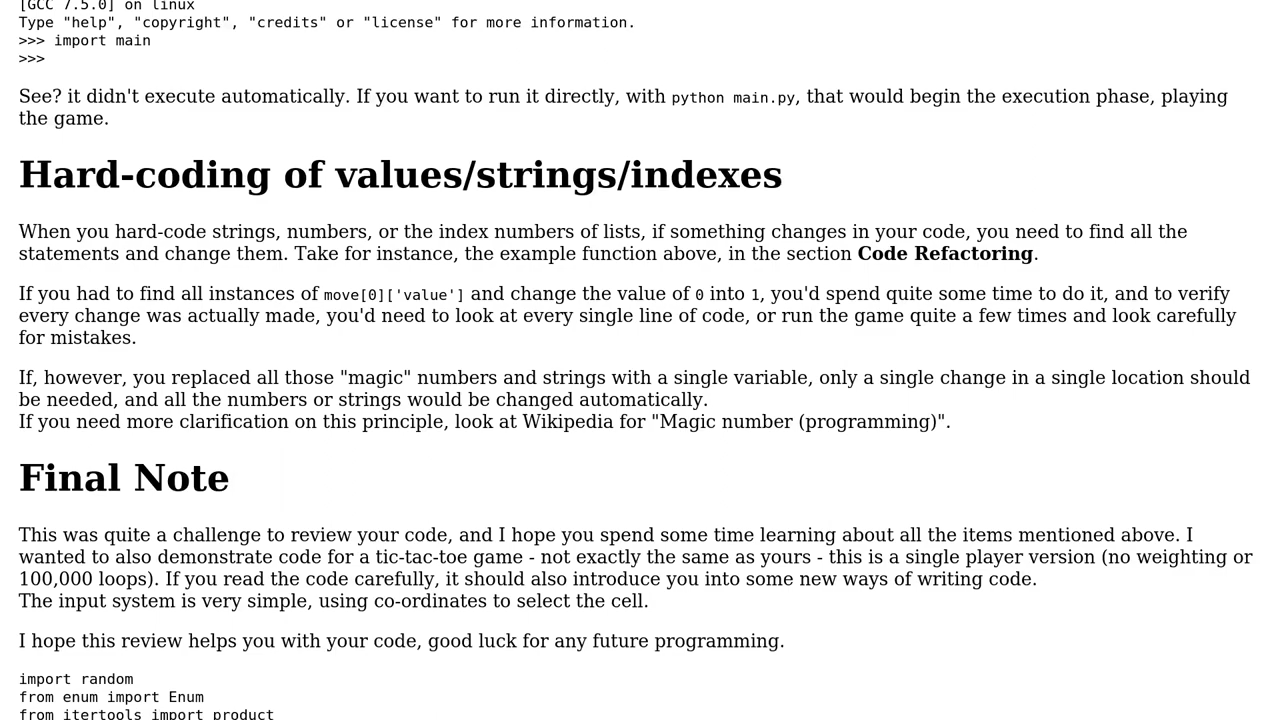 [GCC 7.5.0] on linux
Type "help", "copyright", "credits" or "license" for more information.
>>> import main
>>>
See? it didn't execute automatically. If you want to run it directly, with python main.py, that would begin the execution phase, playing
the game.
Hard-coding of values/strings/indexes
When you hard-code strings, numbers, or the index numbers of lists, if something changes in your code, you need to find all the
statements and change them. Take for instance, the example function above, in the section Code Refactoring.
If you had to find all instances of move[0]['value'] and change the value of 0 into 1, you'd spend quite some time to do it, and to verify
every change was actually made, you'd need to look at every single line of code, or run the game quite a few times and look carefully
for mistakes.
If, however, you replaced all those "magic" numbers and strings with a single variable, only a single change in a single location should
be needed, and all the numbers or strings would be changed automatically.
If you need more clarification on this principle, look at Wikipedia for "Magic number (programming)".
Final Note
This was quite a challenge to review your code, and I hope you spend some time learning about all the items mentioned above. I
wanted to also demonstrate code for a tic-tac-toe game - not exactly the same as yours - this is a single player version (no weighting or
100,000 loops). If you read the code carefully, it should also introduce you into some new ways of writing code.
The input system is very simple, using co-ordinates to select the cell.
I hope this review helps you with your code, good luck for any future programming.
import random
from enum import Enum
from itertools import product